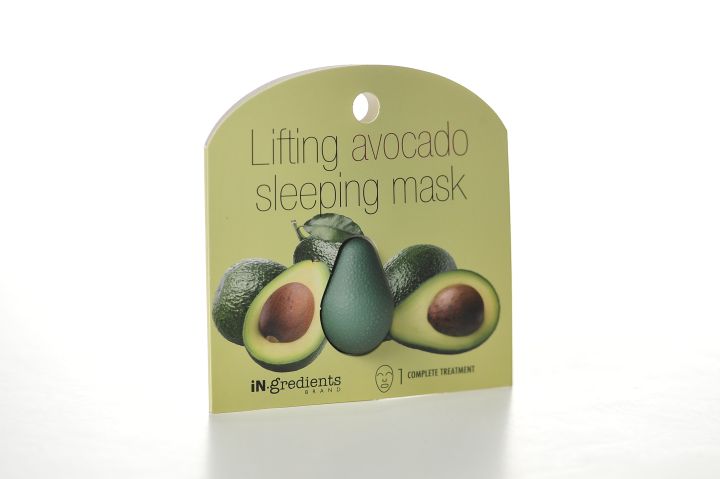 Lifting avocado
sleeping mask
iN.gredients
BRAND
1 COMPLETE TREATMENT